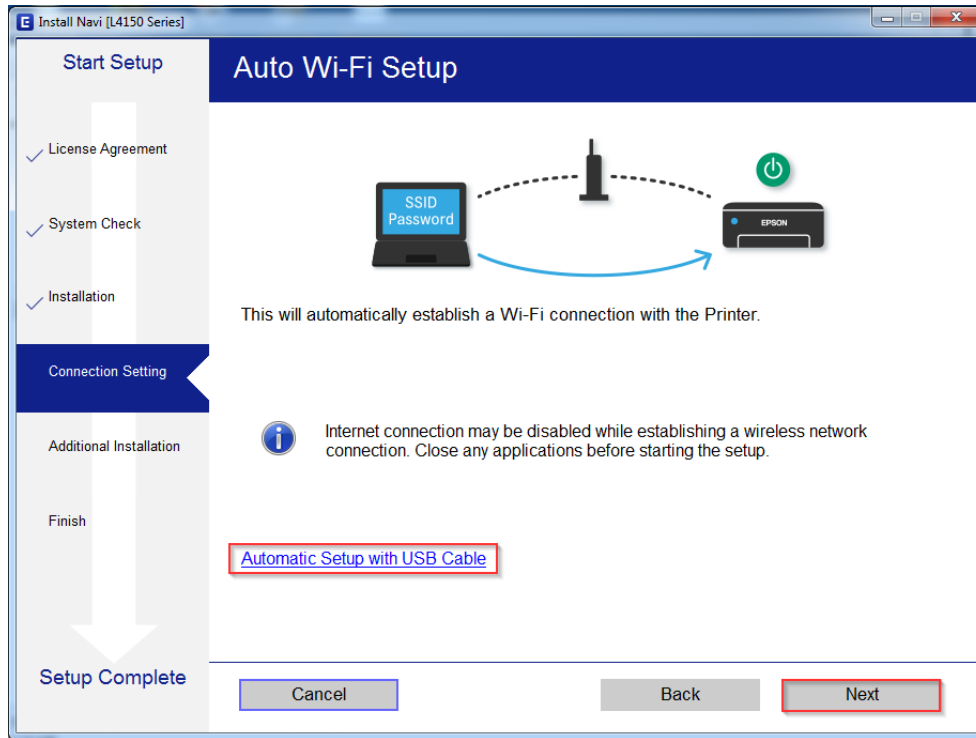 Install Navi [L4150 Series]
Start Setup
License Agreement
System Check
Installation
Connection Setting
Additional Installation
Finish
Setup Complete
Auto Wi-Fi Setup
SSID
Password
EPSON
This will automatically establish a Wi-Fi connection with the Printer.
Internet connection may be disabled while establishing a wireless network
connection. Close any applications before starting the setup.
Automatic Setup with USB Cable
Cancel
Back
Next